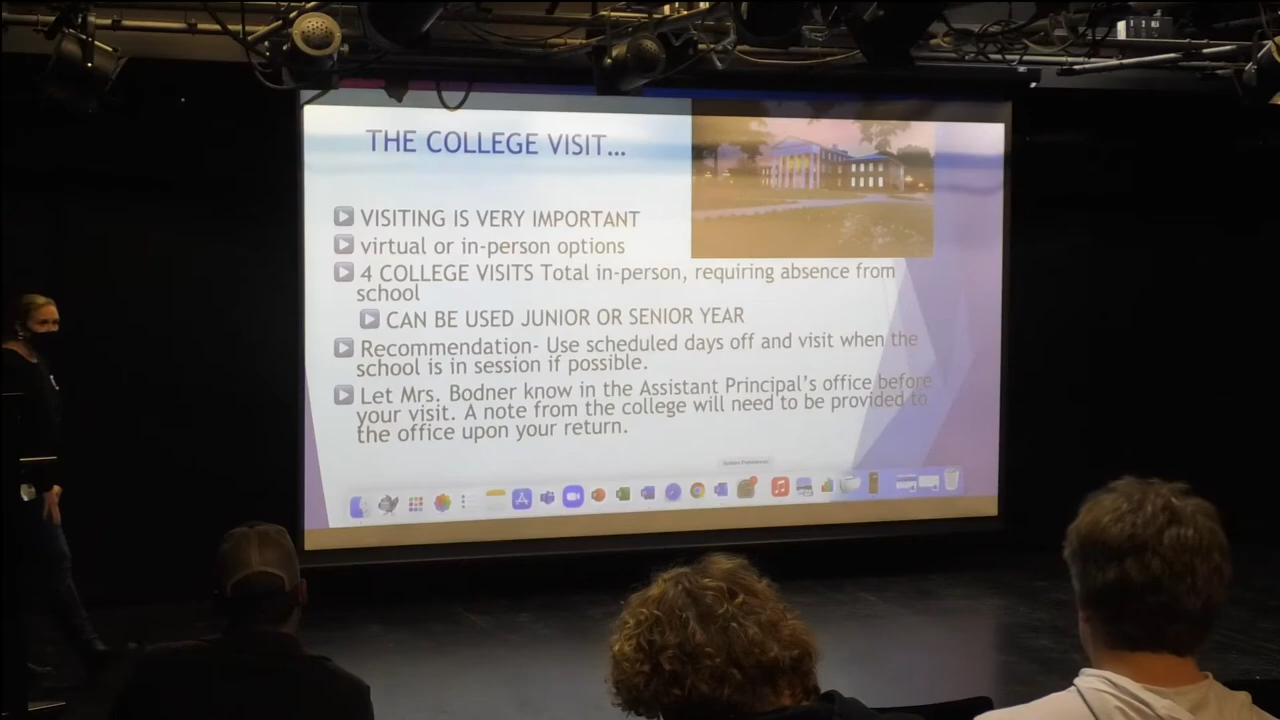 THE COLLEGE VISIT...
VISITING IS VERY IMPORTANT
virtual or in-person options
4 COLLEGE VISITS Total in-person, requiring absence from
school
CAN BE USED JUNIOR OR SENIOR YEAR
Recommendation- Use scheduled days off and visit when the
school is in session if possible.
Let Mrs. Bodner know in the Assistant Principal's office before
your visit. A note from the college will need to be provided to
the office upon your return.
System Preferences